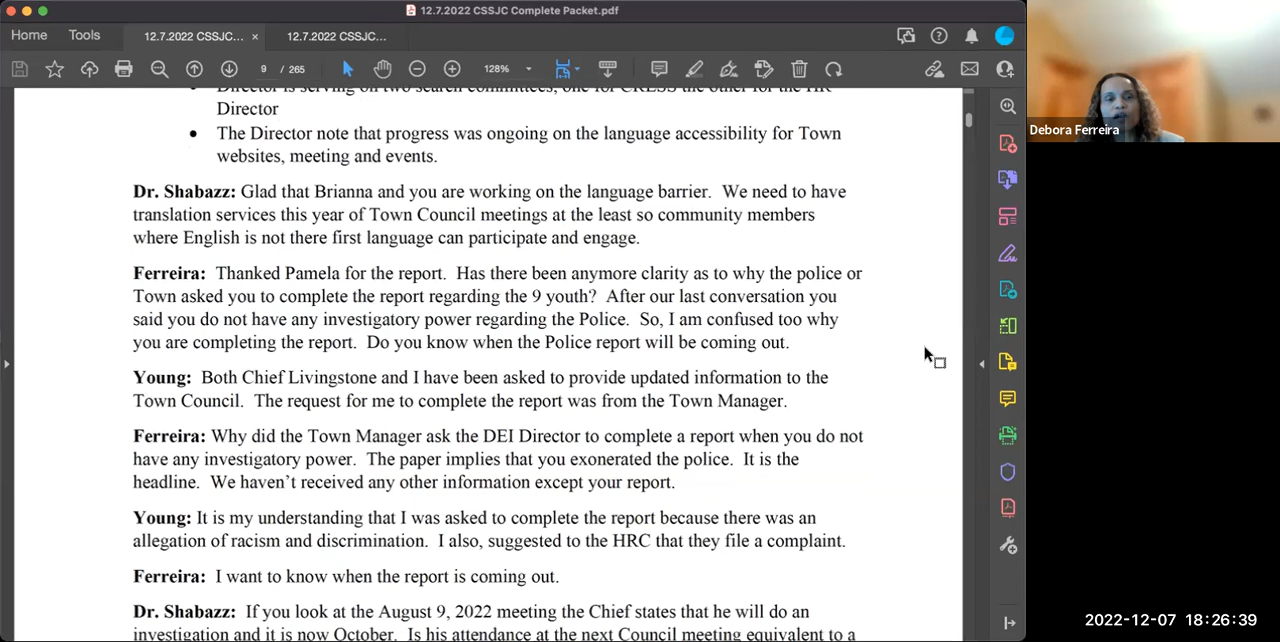 12.7.2022 CSSJC Complete Packet.pdf
Home Tools 12.7.2022 CSSJC... × 12.7.2022 CSSJC...
9 / 265 128%
Director is serving on two search committees, one for CRESS the other for the HR
Director
• The Director note that progress was ongoing on the language accessibility for Town
websites, meeting and events.
Dr. Shabazz: Glad that Brianna and you are working on the language barrier. We need to have
translation services this year of Town Council meetings at the least so community members
where English is not there first language can participate and engage.
Ferreira: Thanked Pamela for the report. Has there been anymore clarity as to why the police or
Town asked you to complete the report regarding the 9 youth? After our last conversation you
said you do not have any investigatory power regarding the Police. So, I am confused too why
you are completing the report. Do you know when the Police report will be coming out.
Young: Both Chief Livingstone and I have been asked to provide updated information to the
Town Council. The request for me to complete the report was from the Town Manager.
Ferreira: Why did the Town Manager ask the DEI Director to complete a report when you do not
have any investigatory power. The paper implies that you exonerated the police. It is the
headline. We haven't received any other information except your report.
Young: It is my understanding that I was asked to complete the report because there was an
allegation of racism and discrimination. I also, suggested to the HRC that they file a complaint.
Ferreira: I want to know when the report is coming out.
Dr. Shabazz: If you look at the August 9, 2022 meeting the Chief states that he will do an
investigation and it is now October. Is his attendance at the next Council meeting equivalent to a
Debora Ferreira
2022-12-07 18:26:39